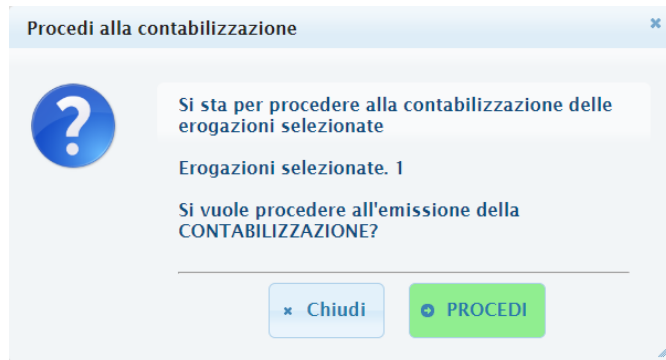 Procedi alla contabilizzazione
Si sta per procedere alla contabilizzazione delle
erogazioni selezionate
Erogazioni selezionate. 1
Si vuole procedere all'emissione della
CONTABILIZZAZIONE?
Chiudi
PROCEDI